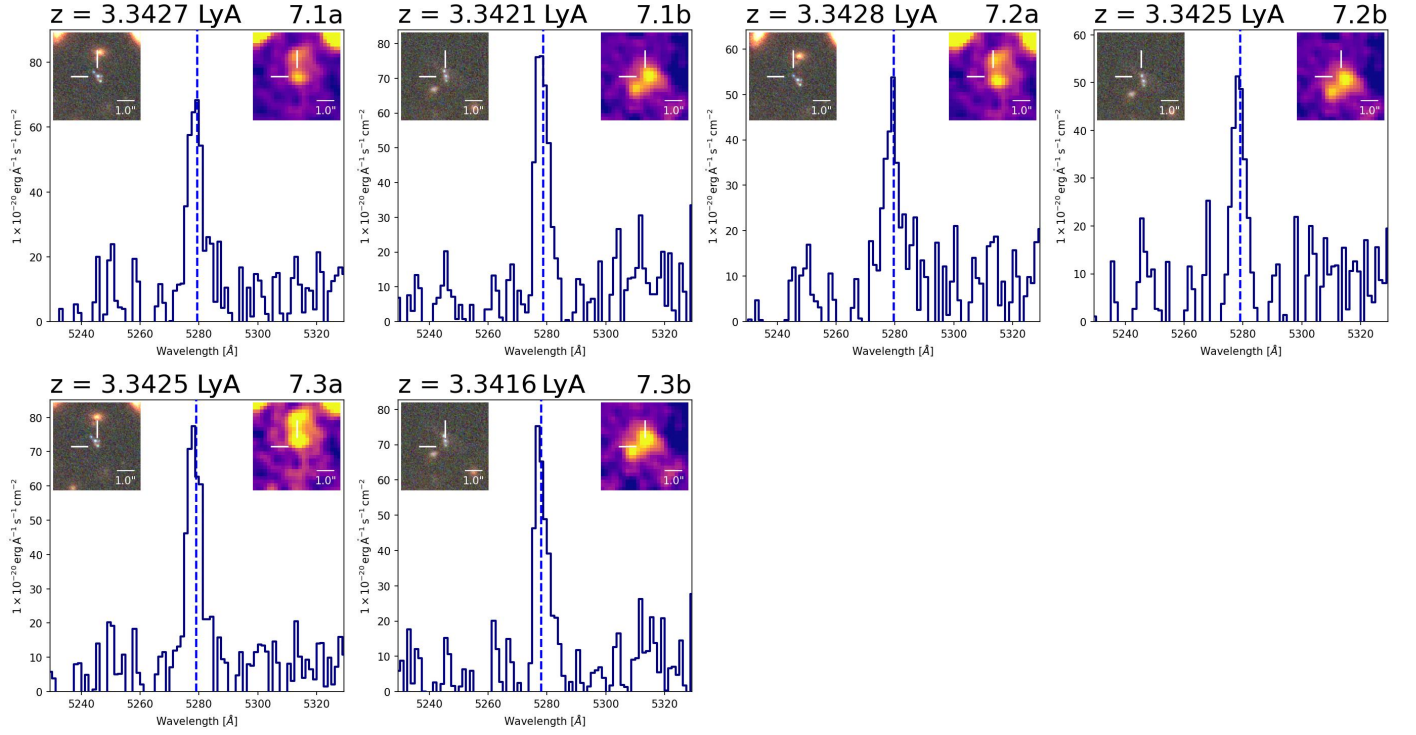 z = 3.3427 LyA 7.1a
1.0"
1.0"
80
60
40
20
0
1 × 10⁻²⁰ erg Å⁻¹ s⁻¹ cm⁻²
5240 5260 5280 5300 5320
Wavelength [Å]
z = 3.3421 LyA 7.1b
1.0"
1.0"
80
70
60
50
40
30
20
10
0
1 × 10⁻²⁰ erg Å⁻¹ s⁻¹ cm⁻²
5240 5260 5280 5300 5320
Wavelength [Å]
z = 3.3428 LyA 7.2a
1.0"
1.0"
60
50
40
30
20
10
0
1 × 10⁻²⁰ erg Å⁻¹ s⁻¹ cm⁻²
5240 5260 5280 5300 5320
Wavelength [Å]
z = 3.3425 LyA 7.2b
1.0"
1.0"
60
50
40
30
20
10
0
1 × 10⁻²⁰ erg Å⁻¹ s⁻¹ cm⁻²
5240 5260 5280 5300 5320
Wavelength [Å]
z = 3.3425 LyA 7.3a
1.0"
1.0"
80
70
60
50
40
30
20
10
0
1 × 10⁻²⁰ erg Å⁻¹ s⁻¹ cm⁻²
5240 5260 5280 5300 5320
Wavelength [Å]
z = 3.3416 LyA 7.3b
1.0"
1.0"
80
70
60
50
40
30
20
10
0
1 × 10⁻²⁰ erg Å⁻¹ s⁻¹ cm⁻²
5240 5260 5280 5300 5320
Wavelength [Å]